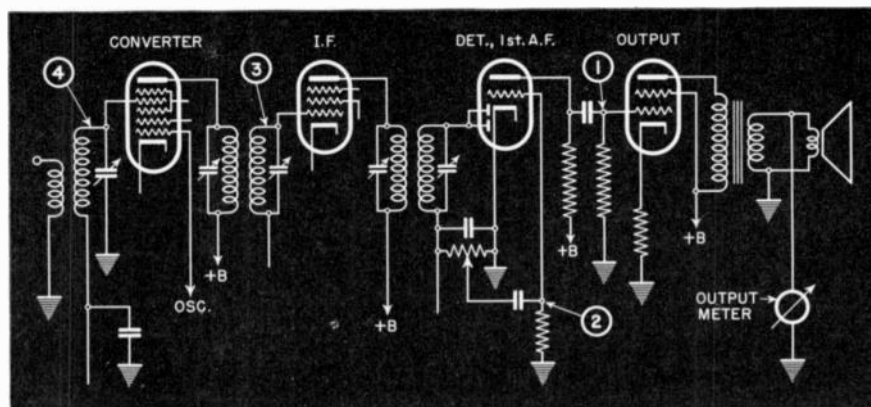 CONVERTER
I.F.
DET., 1st. A.F.
OUTPUT
4
3
1
+B
OSC.
+B
+B
2
+B
OUTPUT
METER